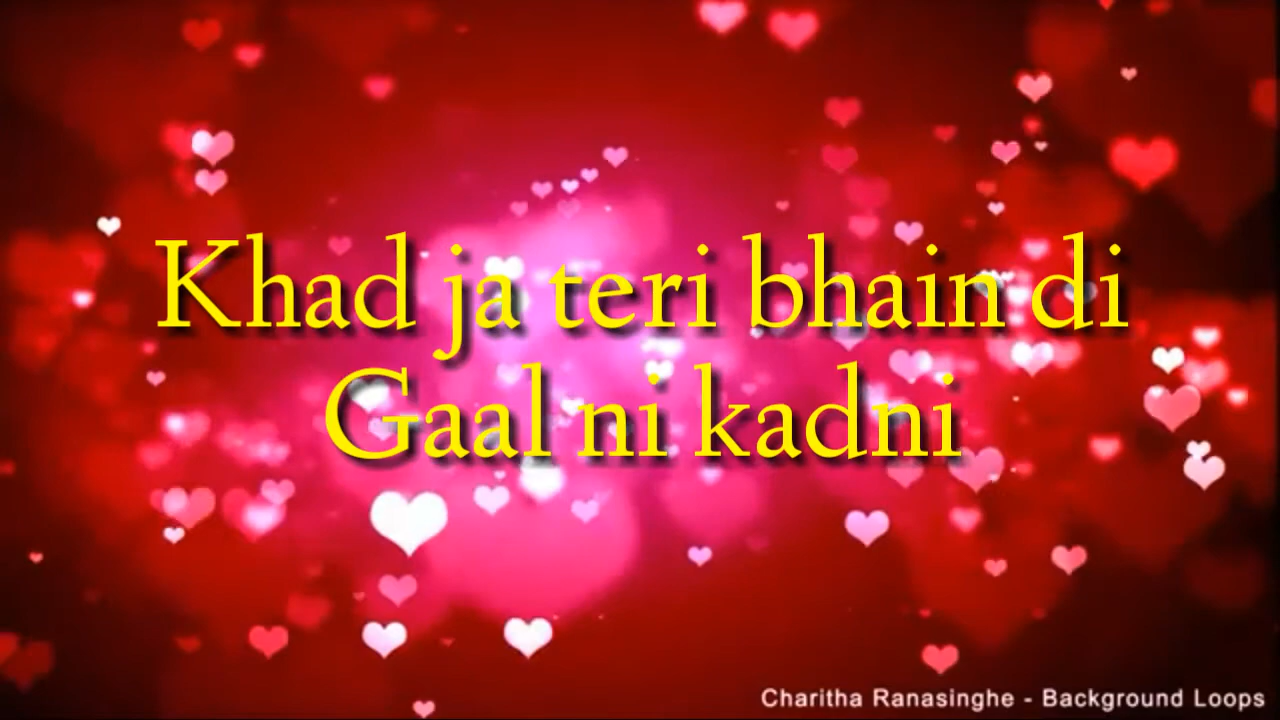 Khad ja teri bhain di
Gaal ni kadni
Charitha Ranasinghe - Background Loops